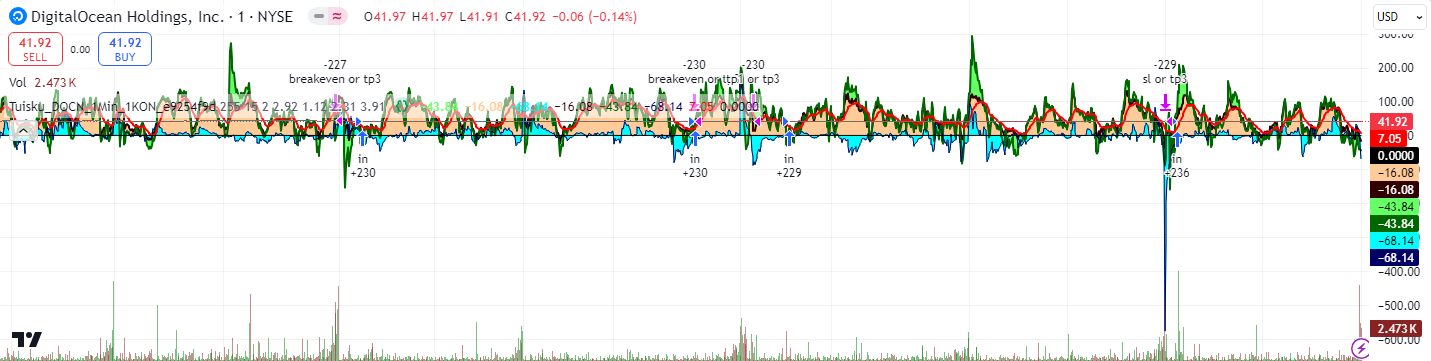 DigitalOcean Holdings, Inc. · 1 · NYSE
O41.97 H41.97 L41.91 C41.92 −0.06 (−0.14%)
USD
41.92
SELL
0.00
41.92
BUY
Vol 2.473 K
-227
breakeven or tp3
-230
breakeven or
-230
or tp3
-229
sl or tp3
−16.08 −43.84 −68.14 7.05 0.0000
in
+230
in
+230
in
+229
in
+236
300.00
200.00
100.00
41.92
7.05
0.0000
−16.08
−16.08
−43.84
−43.84
−68.14
−68.14
−400.00
−500.00
2.473 K
−600.00